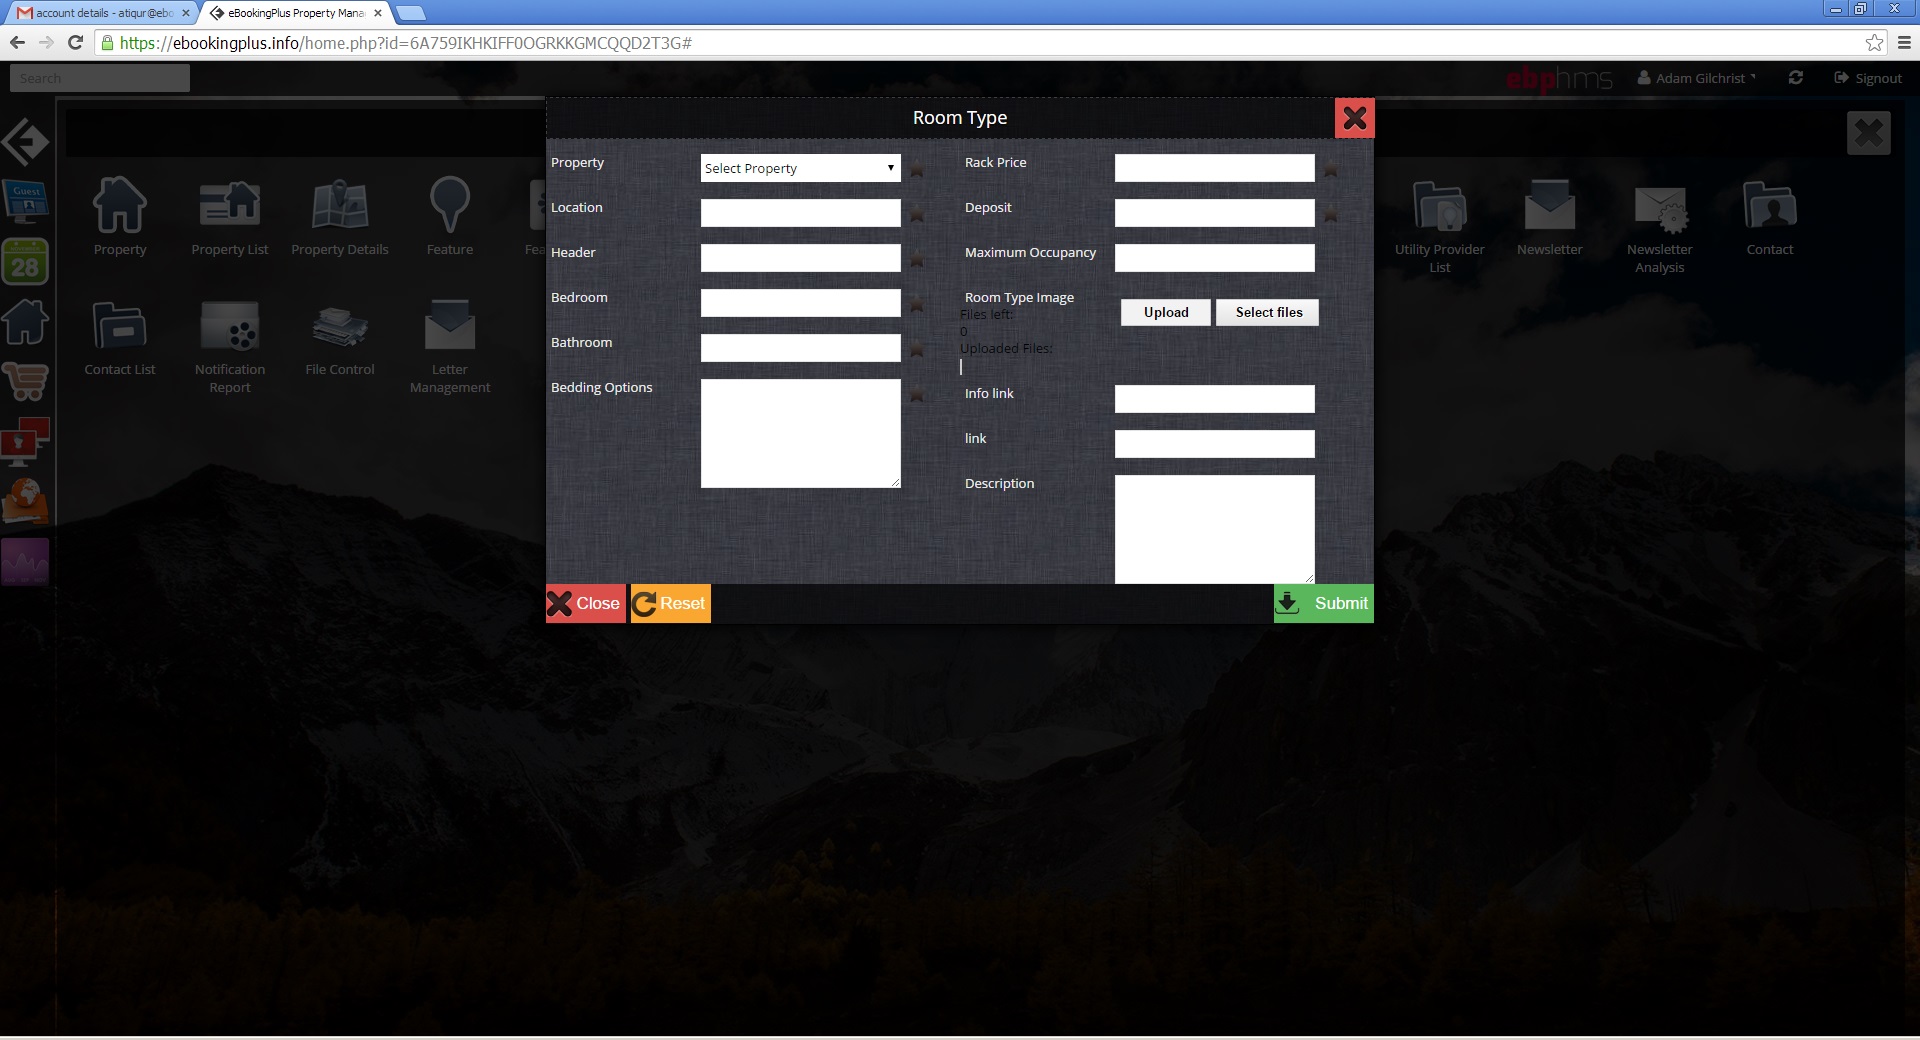 account details - atiqur@ebo
eBookingPlus Property Mana
https://ebookingplus.info/home.php?id=6A759IKHKIFF0OGRKKGMCQQD2T3G#
Search
ebphms
Adam Gilchrist
Signout
Room Type
Guest
NOVEMBER
28
Property
Property List
Property Details
Feature
Fea
Utility Provider
List
Newsletter
Newsletter
Analysis
Contact
Contact List
Notification
Report
File Control
Letter
Management
Property
Select Property
Location
Header
Bedroom
Bathroom
Bedding Options
Rack Price
Deposit
Maximum Occupancy
Room Type Image
Upload
Select files
Files left:
0
Uploaded Files:
Info link
link
Description
Close
Reset
Submit